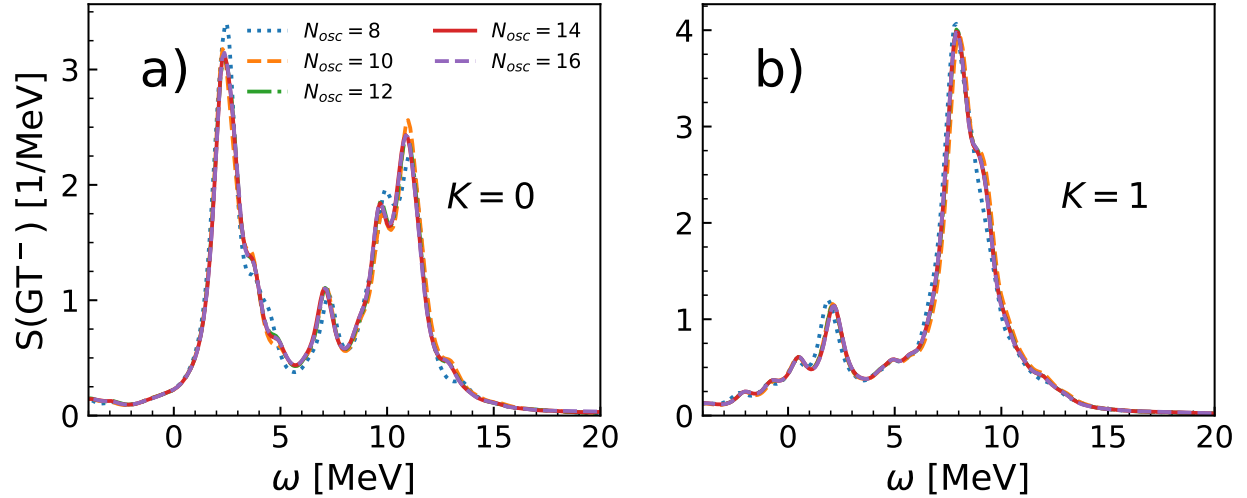 a)
N_osc = 8
N_osc = 10
N_osc = 12
N_osc = 14
N_osc = 16
K = 0
S(GT⁻) [1/MeV]
0
1
2
3
0 5 10 15 20
ω [MeV]
b)
K = 1
0
1
2
3
4
0 5 10 15 20
ω [MeV]